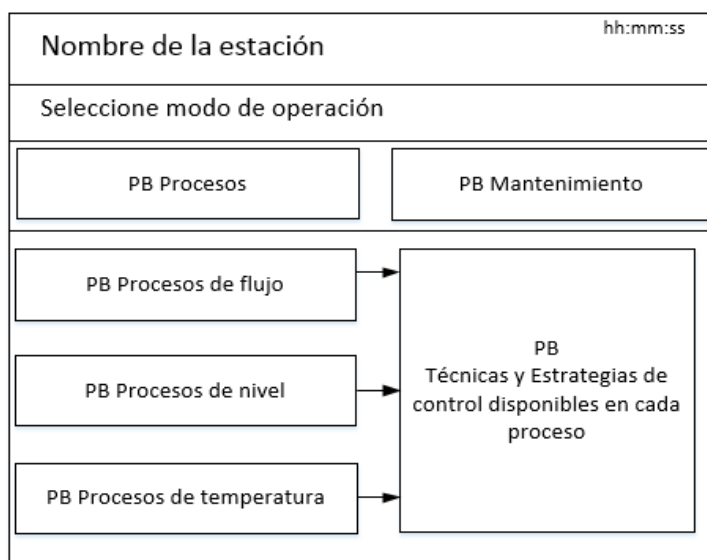 Nombre de la estación
hh:mm:ss
Seleccione modo de operación
PB Procesos
PB Mantenimiento
PB Procesos de flujo
PB Procesos de nivel
PB Procesos de temperatura
PB
Técnicas y Estrategias de
control disponibles en cada
proceso